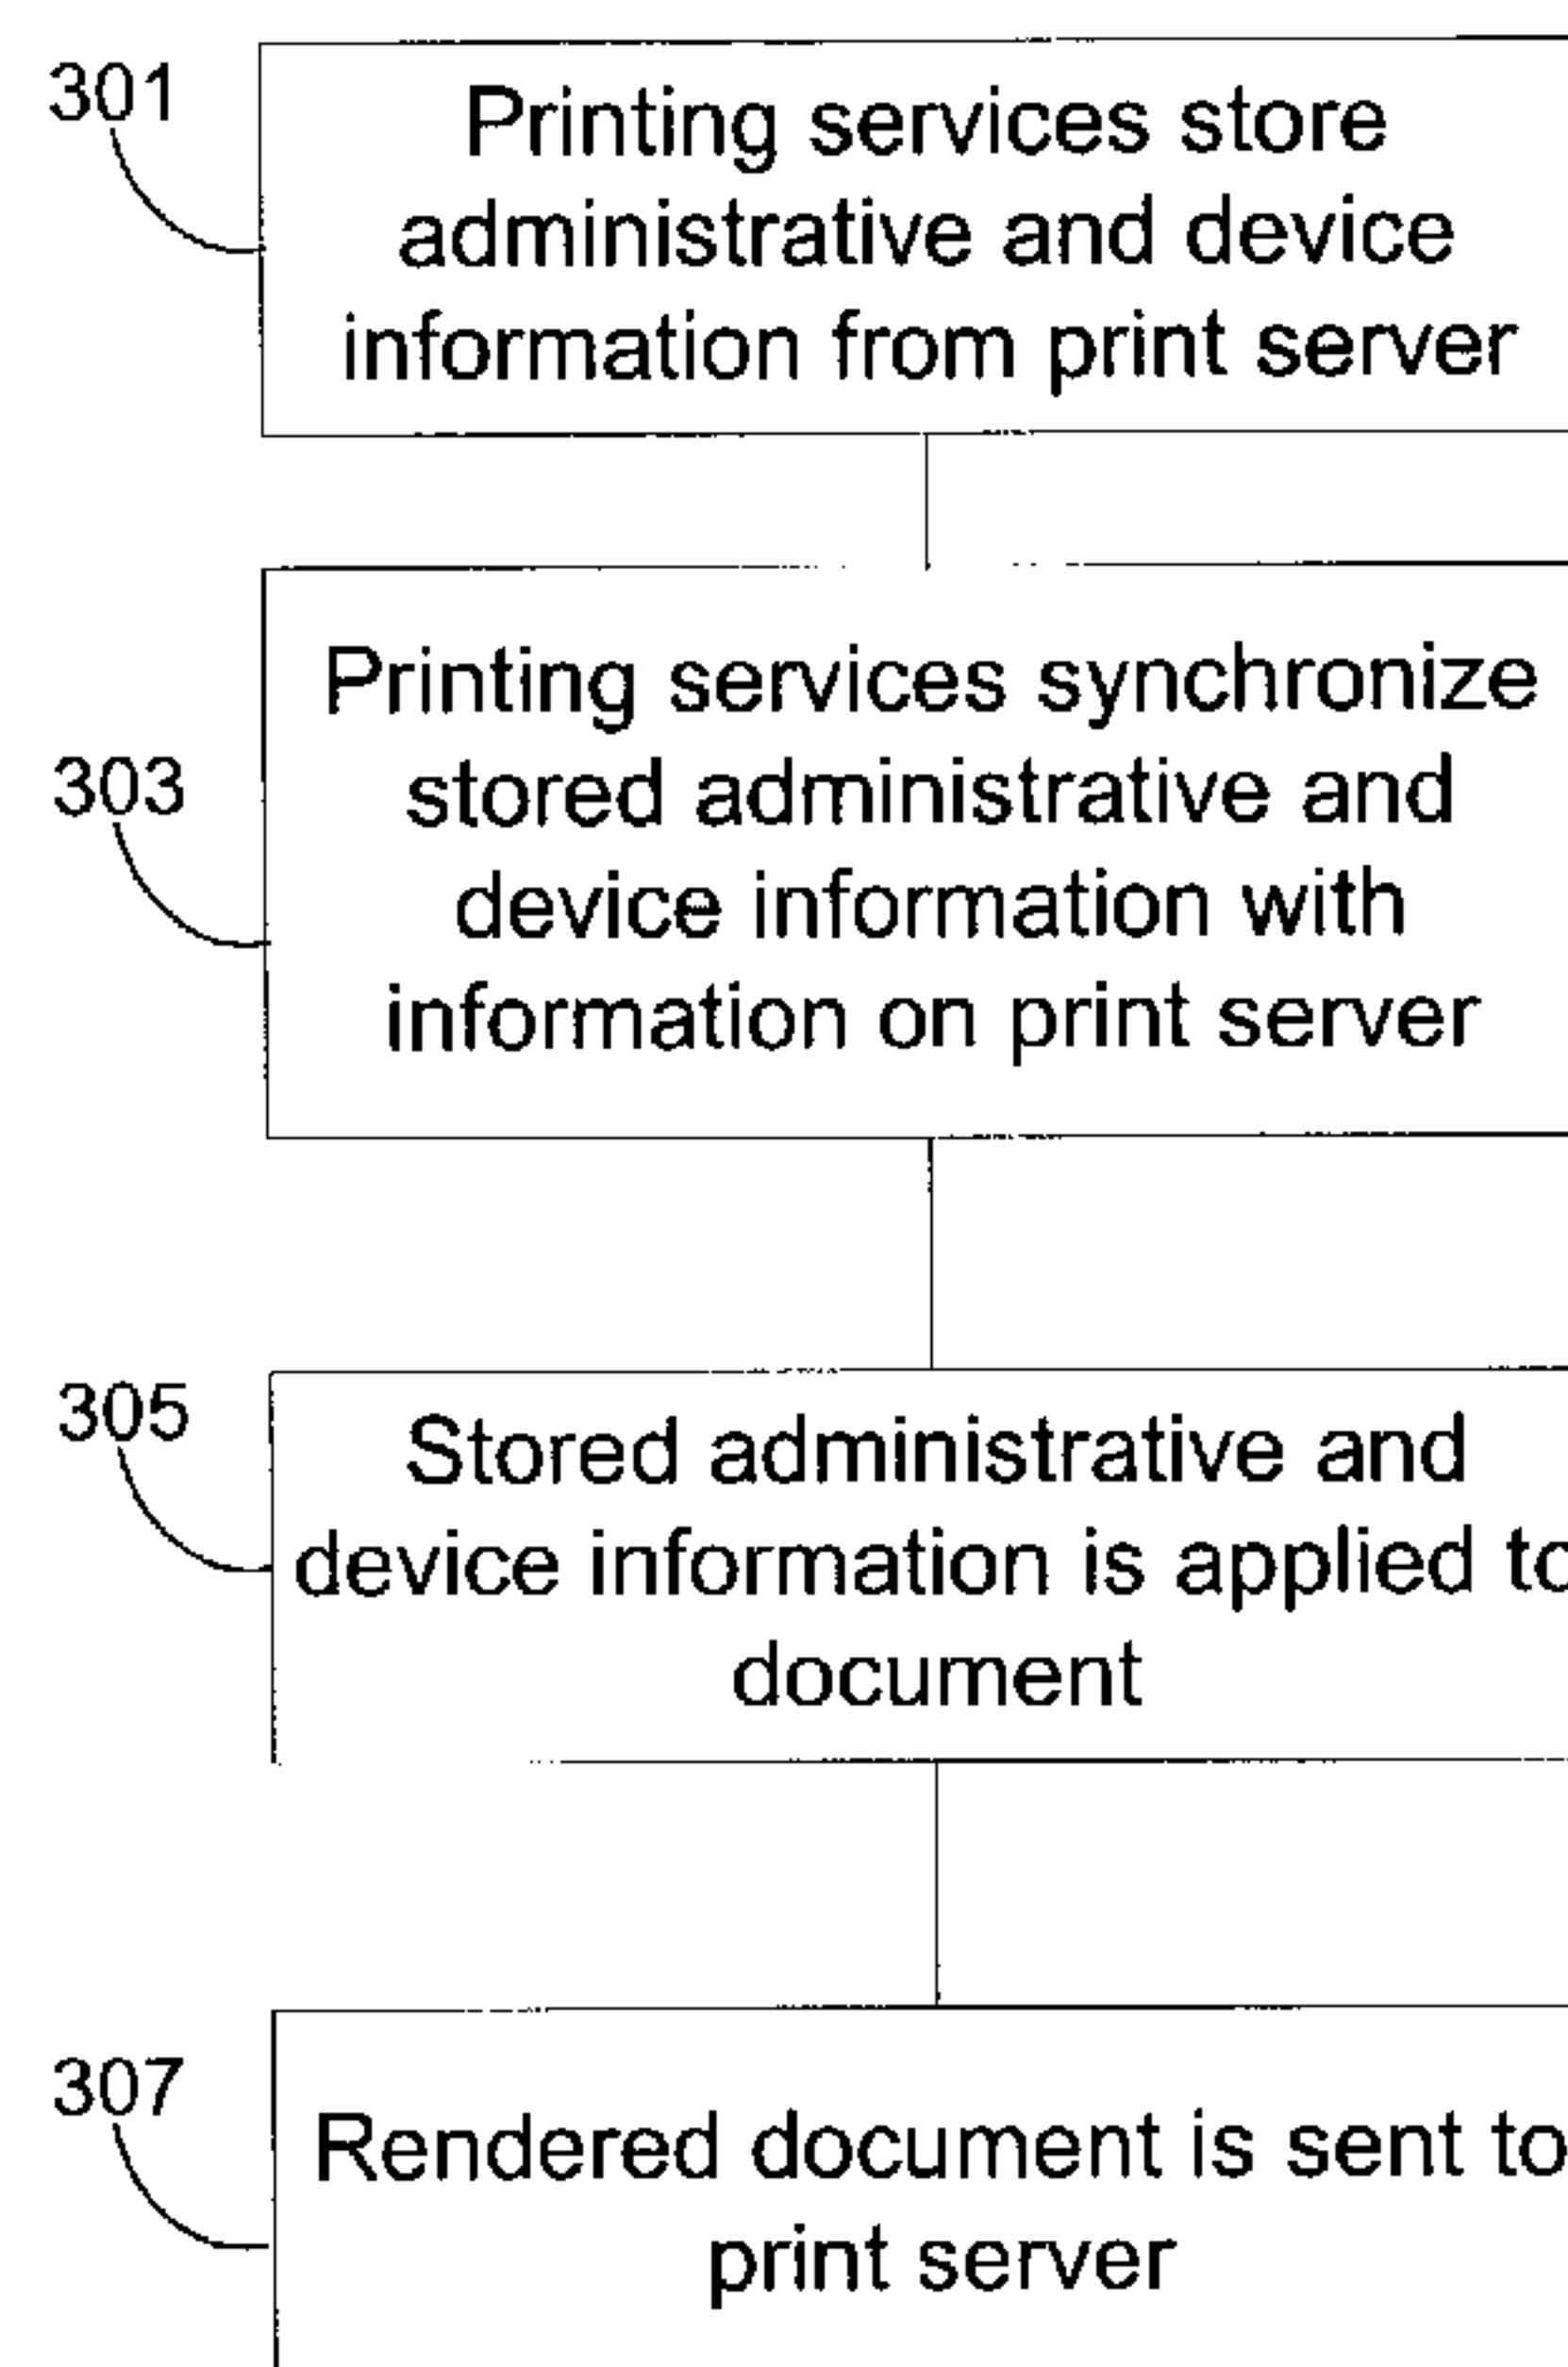 301
Printing services store
administrative and device
information from print server
303
Printing services synchronize
stored administrative and
device information with
information on print server
305
Stored administrative and
device information is applied to
document
307
Rendered document is sent to
print server